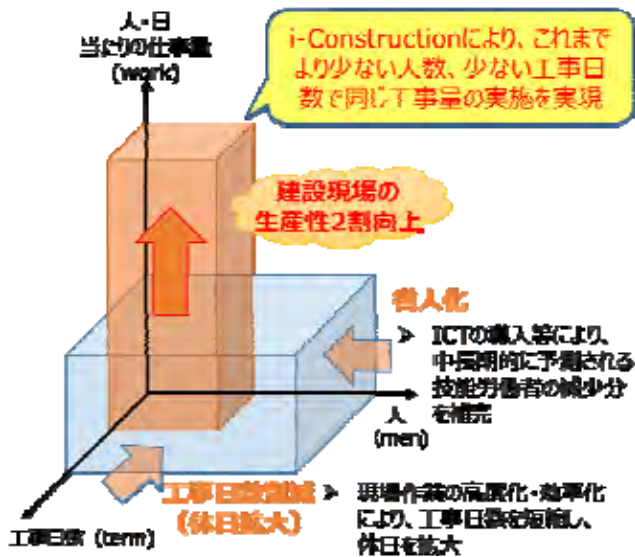 人・日
当たりの仕事量
(work)
i-Constructionにより、これまで
より少ない人数、少ない工事日
数で同じ工事量の実施を実現
建設現場の
生産性2割向上
省人化
➤ ICTの導入等により、
中長期的に予測される
技能労働者の減少分
を補完
人
(men)
工事日数削減
(休日拡大)
➤ 現場作業の高度化・効率化
により、工事日数を短縮し、
休日を拡大
工事日数 (term)